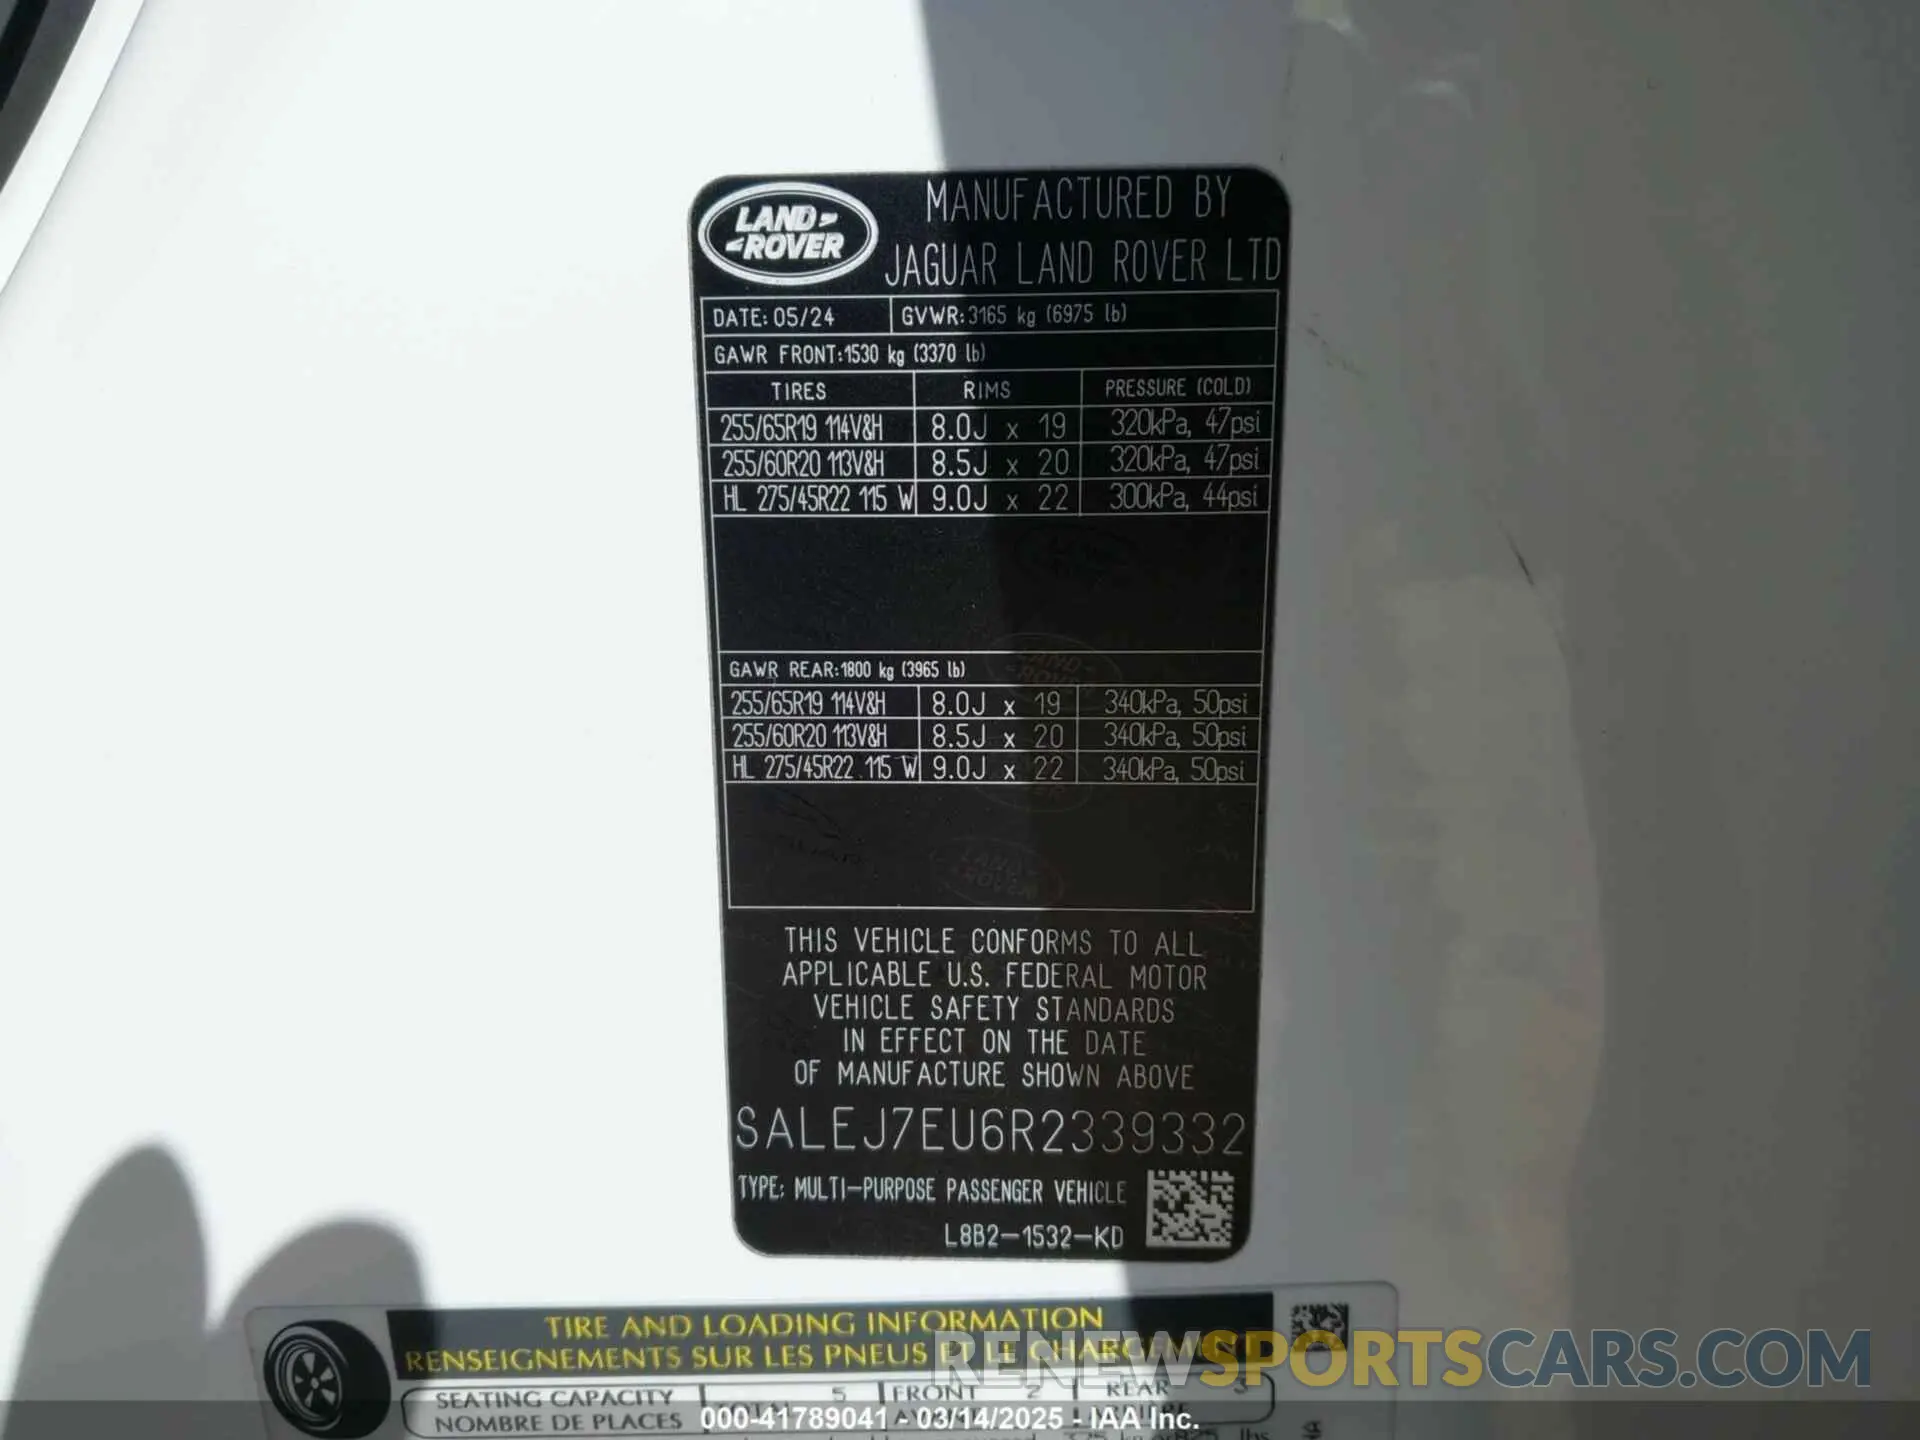 LAND ROVER
MANUFACTURED BY
JAGUAR LAND ROVER LTD
DATE: 05/24 GVWR: 3165 kg (6975 lb)
GAWR FRONT: 1530 kg (3370 lb)
TIRES RIMS PRESSURE (COLD)
255/65R19 114V&H 8.0J x 19 320kPa, 47psi
255/60R20 113V&H 8.5J x 20 320kPa, 47psi
HL 275/45R22 115 W 9.0J x 22 300kPa, 44psi
GAWR REAR: 1800 kg (3965 lb)
255/65R19 114V&H 8.0J x 19 340kPa, 50psi
255/60R20 113V&H 8.5J x 20 340kPa, 50psi
HL 275/45R22 115 W 9.0J x 22 340kPa, 50psi
THIS VEHICLE CONFORMS TO ALL
APPLICABLE U.S. FEDERAL MOTOR
VEHICLE SAFETY STANDARDS
IN EFFECT ON THE DATE
OF MANUFACTURE SHOWN ABOVE
SALEJ7EU6R2339332
TYPE: MULTI-PURPOSE PASSENGER VEHICLE
L8B2-1532-KD
TIRE AND LOADING INFORMATION
RENSEIGNEMENTS SUR LES PNEUS ET LE CHARGEMENT
RENEWSPORTSCARS.COM
SEATING CAPACITY 5 FRONT 2 REAR 3
NOMBRE DE PLACES
000-41789041 - 03/14/2025 - IAA Inc.